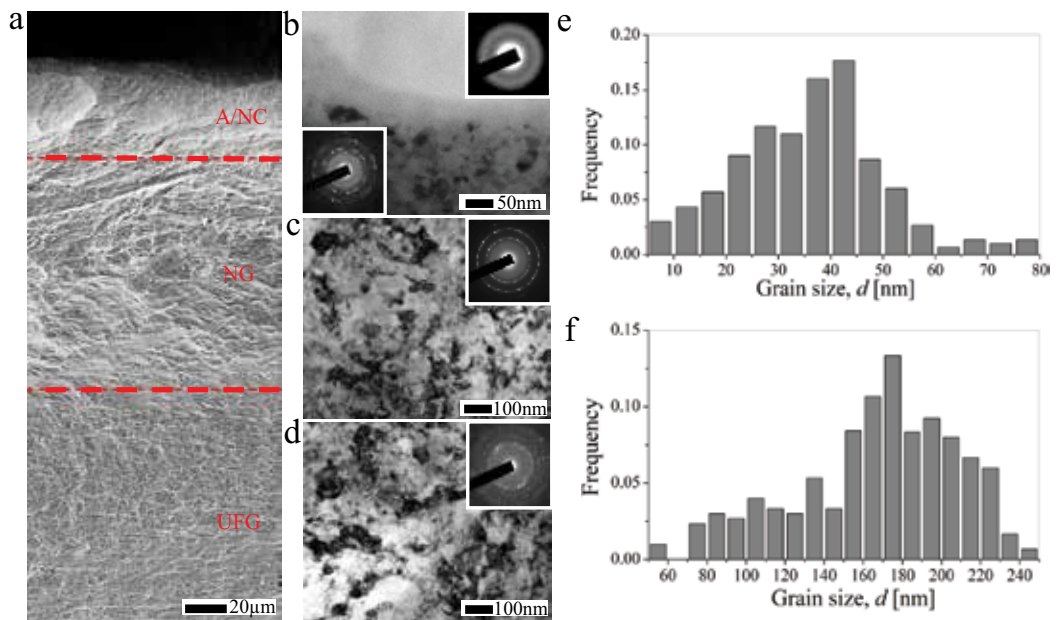 a
A/NC
NG
UFG
20μm
b
50nm
c
100nm
d
100nm
e
Frequency
0.20
0.15
0.10
0.05
0.00
10 20 30 40 50 60 70 80
Grain size, d [nm]
f
Frequency
0.15
0.10
0.05
0.00
60 80 100 120 140 160 180 200 220 240
Grain size, d [nm]